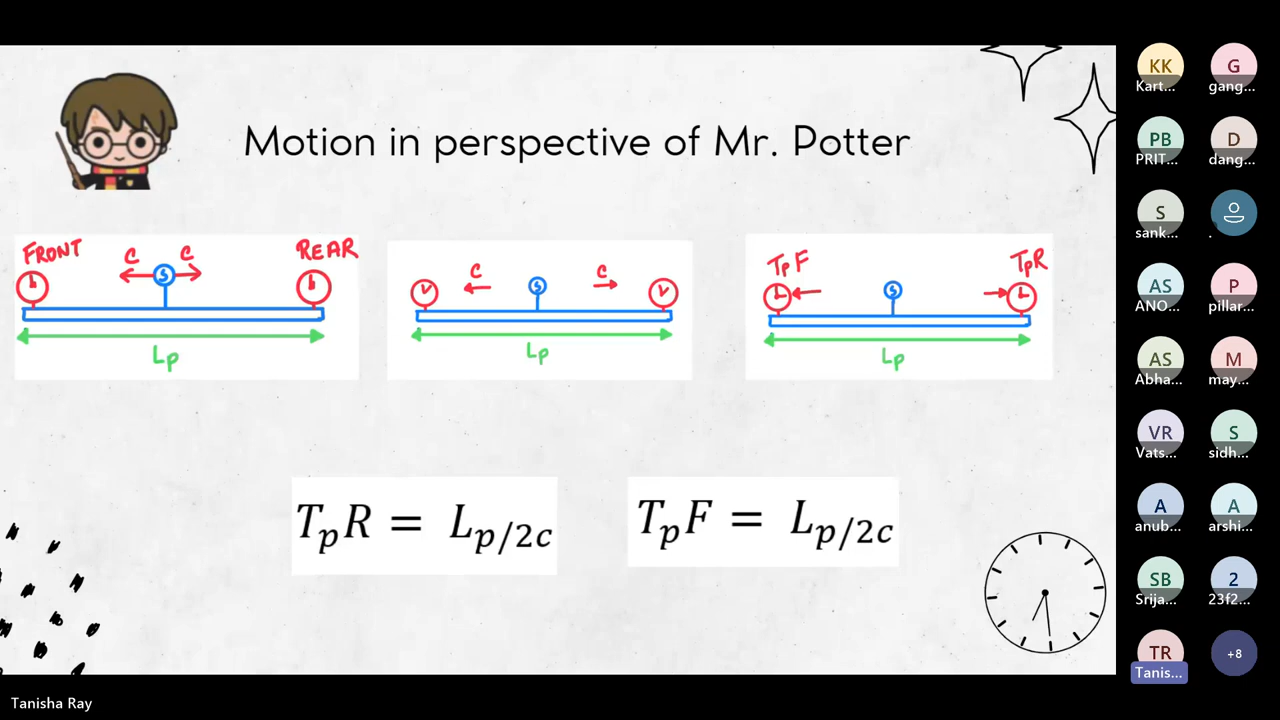 Motion in perspective of Mr. Potter
FRONT
C
C
S
REAR
Lp
C
S
C
Lp
TpF
S
TpR
Lp
TpR = Lp/2c
TpF = Lp/2c
KK
Kart...
G
gang...
PB
PRIT...
D
dang...
S
sank...
.
AS
ANO...
P
pillar...
AS
Abha...
M
may...
VR
Vats...
S
sidh...
A
anub...
A
arshi...
SB
Srija...
2
23f2...
TR
Tanis...
+8
Tanisha Ray